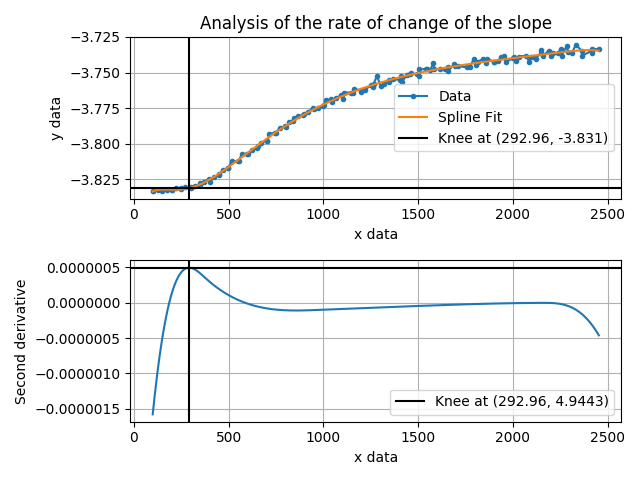 Analysis of the rate of change of the slope
y data
−3.725
−3.750
−3.775
−3.800
−3.825
Data
Spline Fit
Knee at (292.96, -3.831)
0 500 1000 1500 2000 2500
x data
Second derivative
0.0000005
0.0000000
−0.0000005
−0.0000010
−0.0000015
Knee at (292.96, 4.9443)
0 500 1000 1500 2000 2500
x data